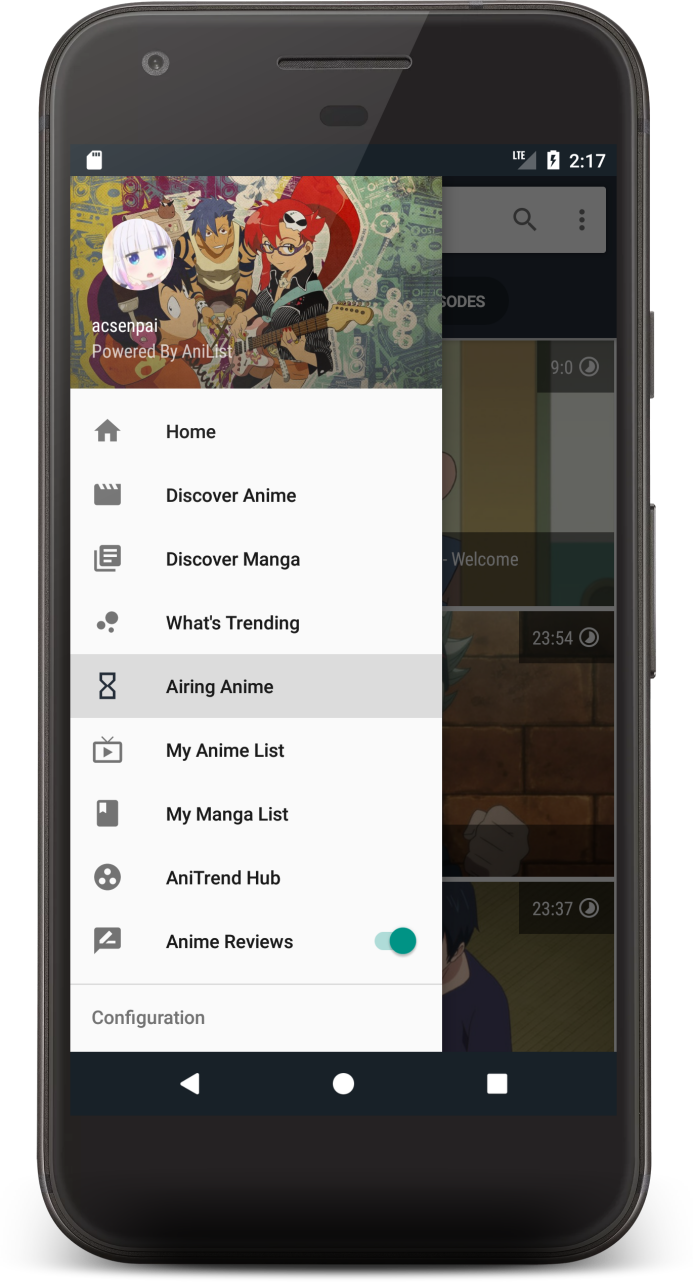 LTE 2:17
acsenpai
Powered By AniList
SODES
9:0
Home
Discover Anime
Discover Manga
- Welcome
What's Trending
23:54
Airing Anime
My Anime List
My Manga List
AniTrend Hub
23:37
Anime Reviews
Configuration